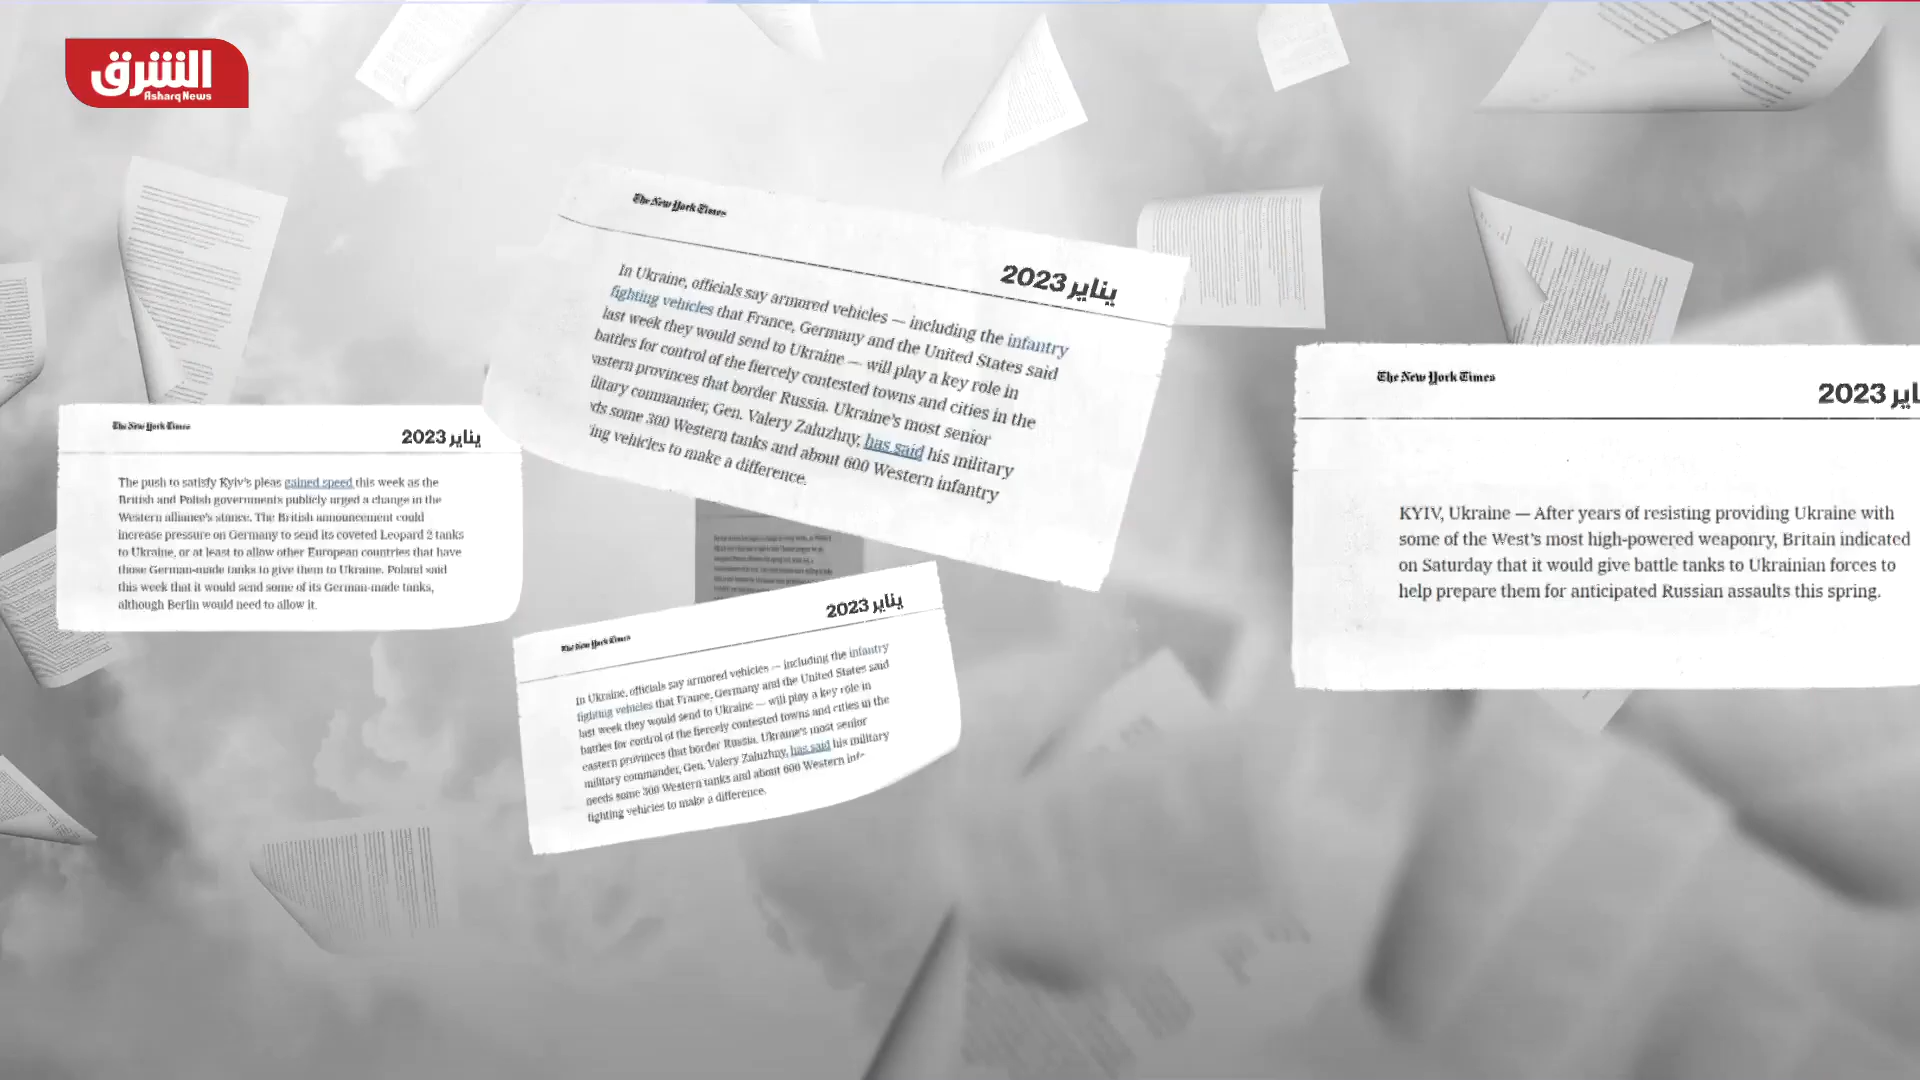 الشرق
Asharq News
The New York Times
يناير 2023
In Ukraine, officials say armored vehicles — including the infantry
fighting vehicles that France, Germany and the United States said
last week they would send to Ukraine — will play a key role in
battles for control of the fiercely contested towns and cities in the
astern provinces that border Russia. Ukraine's most senior
ilitary commander, Gen. Valery Zaluzhny, has said his military
ds some 300 Western tanks and about 600 Western infantry
ing vehicles to make a difference.
The New York Times
يناير 2023
The push to satisfy Kyiv's pleas gained speed this week as the
British and Polish governments publicly urged a change in the
Western alliance's stance. The British announcement could
increase pressure on Germany to send its coveted Leopard 2 tanks
to Ukraine, or at least to allow other European countries that have
those German-made tanks to give them to Ukraine. Poland said
this week that it would send some of its German-made tanks,
although Berlin would need to allow it.
The New York Times
يناير 2023
In Ukraine, officials say armored vehicles — including the infantry
fighting vehicles that France, Germany and the United States said
last week they would send to Ukraine — will play a key role in
battles for control of the fiercely contested towns and cities in the
eastern provinces that border Russia. Ukraine's most senior
military commander, Gen. Valery Zaluzhny, has said his military
needs some 300 Western tanks and about 600 Western inf
fighting vehicles to make a difference.
The New York Times
اير 2023
KYIV, Ukraine — After years of resisting providing Ukraine with
some of the West's most high-powered weaponry, Britain indicated
on Saturday that it would give battle tanks to Ukrainian forces to
help prepare them for anticipated Russian assaults this spring.